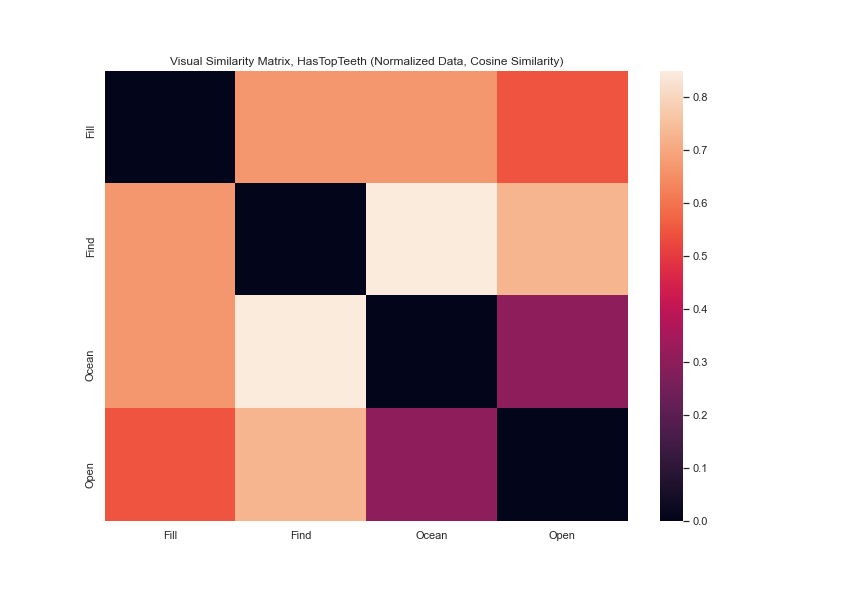 Visual Similarity Matrix, HasTopTeeth (Normalized Data, Cosine Similarity)
Fill
Find
Ocean
Open
Fill Find Ocean Open
0.8
0.7
0.6
0.5
0.4
0.3
0.2
0.1
0.0